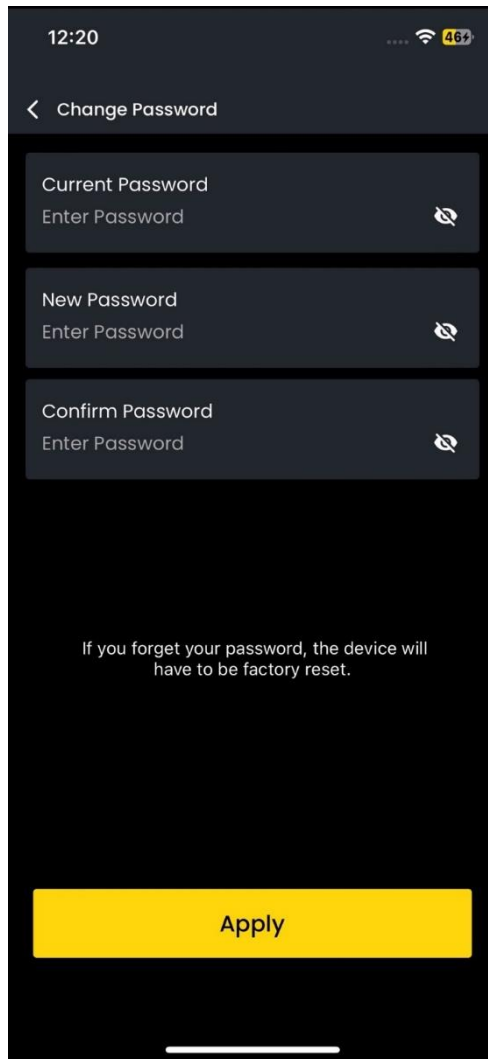 12:20
46
Change Password
Current Password
Enter Password
New Password
Enter Password
Confirm Password
Enter Password
If you forget your password, the device will
have to be factory reset.
Apply